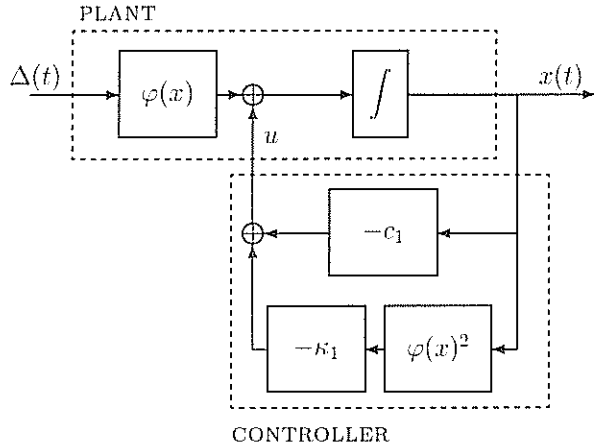 PLANT
Δ(t)
φ(x)
∫
x(t)
u
−c₁
−κ₁
φ(x)²
CONTROLLER